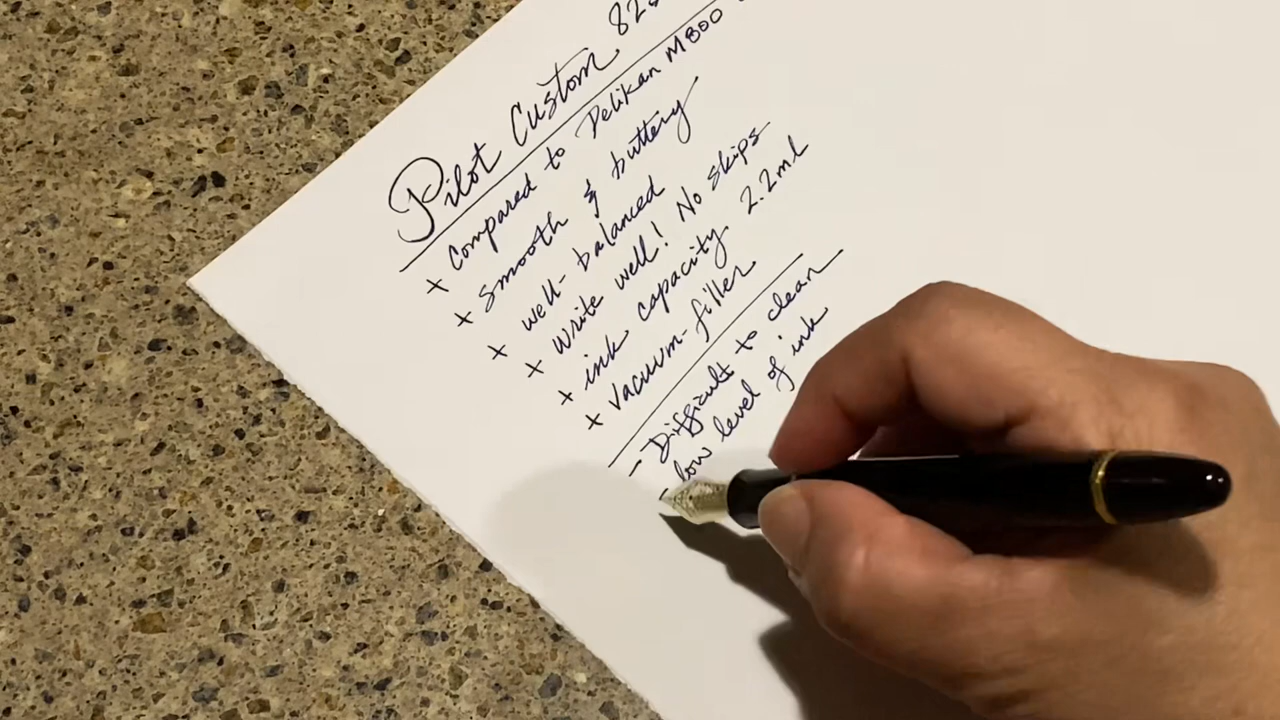 Pilot Custom 82
+ Compared to Pelikan M800
+ smooth & buttery
+ well-balanced
+ Write well! No skips
+ ink capacity 2.2ml
+ Vacuum-filler
- Difficult to clean
- low level of ink